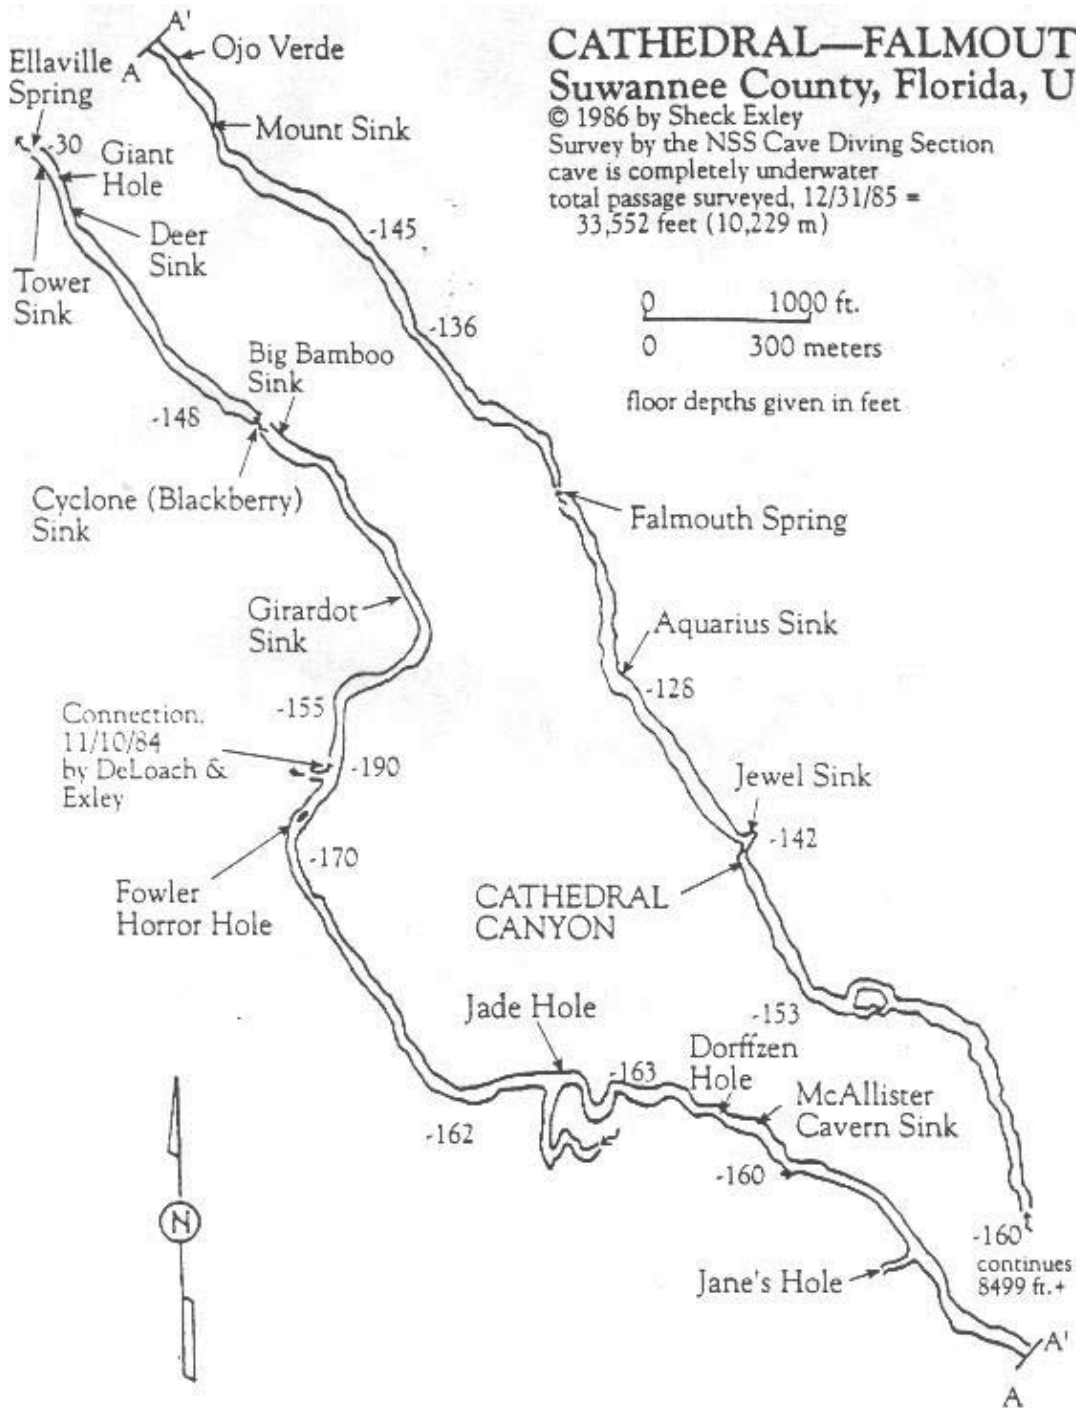 CATHEDRAL—FALMOUT
Suwannee County, Florida, U
© 1986 by Sheck Exley
Survey by the NSS Cave Diving Section
cave is completely underwater
total passage surveyed, 12/31/85 =
33,552 feet (10,229 m)
0 1000 ft.
0 300 meters
floor depths given in feet
A'
A
Ojo Verde
Ellaville
Spring
-30
Giant
Hole
Mount Sink
Deer
Sink
Tower
Sink
-145
-136
Big Bamboo
Sink
-148
Cyclone (Blackberry)
Sink
Falmouth Spring
Girardot
Sink
Aquarius Sink
-128
-155
Connection,
11/10/84
by DeLoach &
Exley
-190
Jewel Sink
-142
-170
Fowler
Horror Hole
CATHEDRAL
CANYON
Jade Hole
-153
-163
Dorffzen
Hole
McAllister
Cavern Sink
-162
-160
N
-160
continues
8499 ft.+
Jane's Hole
A'
A